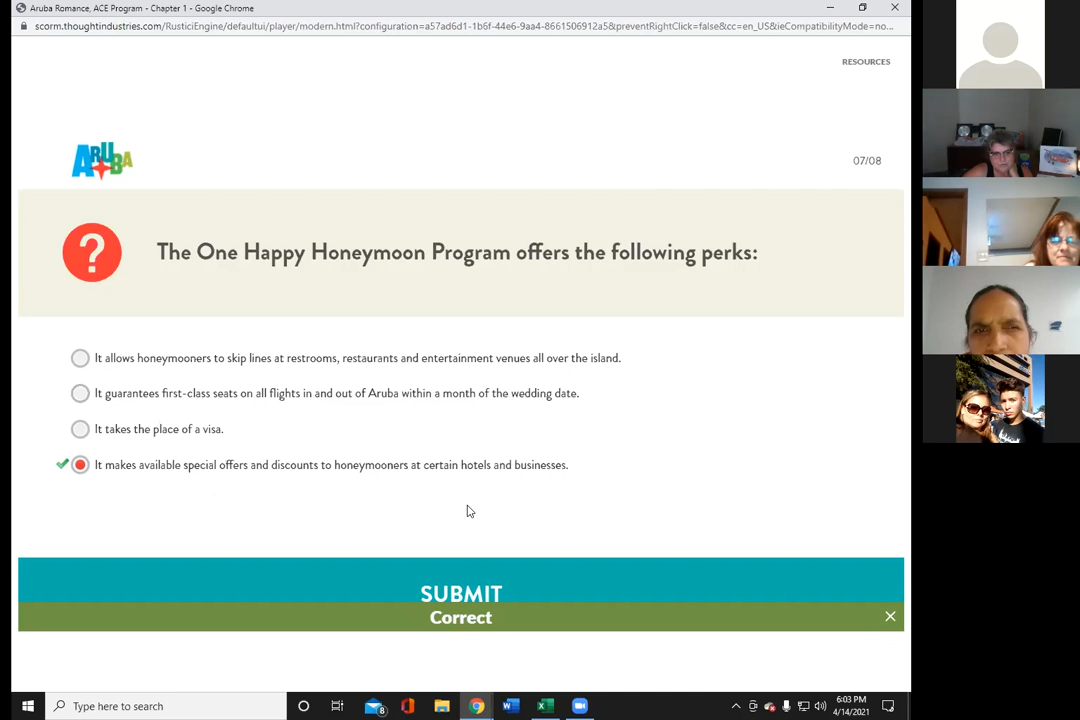 Aruba Romance, ACE Program - Chapter 1 - Google Chrome
scorm.thoughtindustries.com/RusticiEngine/defaultui/player/modern.html?configuration=a57ad6d1-1b6f-44e6-9aa4-8661506912a5&preventRightClick=false&cc=en_US&ieCompatibilityMode=no...
RESOURCES
ARUBA
07/08
?
The One Happy Honeymoon Program offers the following perks:
It allows honeymooners to skip lines at restrooms, restaurants and entertainment venues all over the island.
It guarantees first-class seats on all flights in and out of Aruba within a month of the wedding date.
It takes the place of a visa.
It makes available special offers and discounts to honeymooners at certain hotels and businesses.
SUBMIT
Correct
Type here to search
8
6:03 PM
4/14/2021